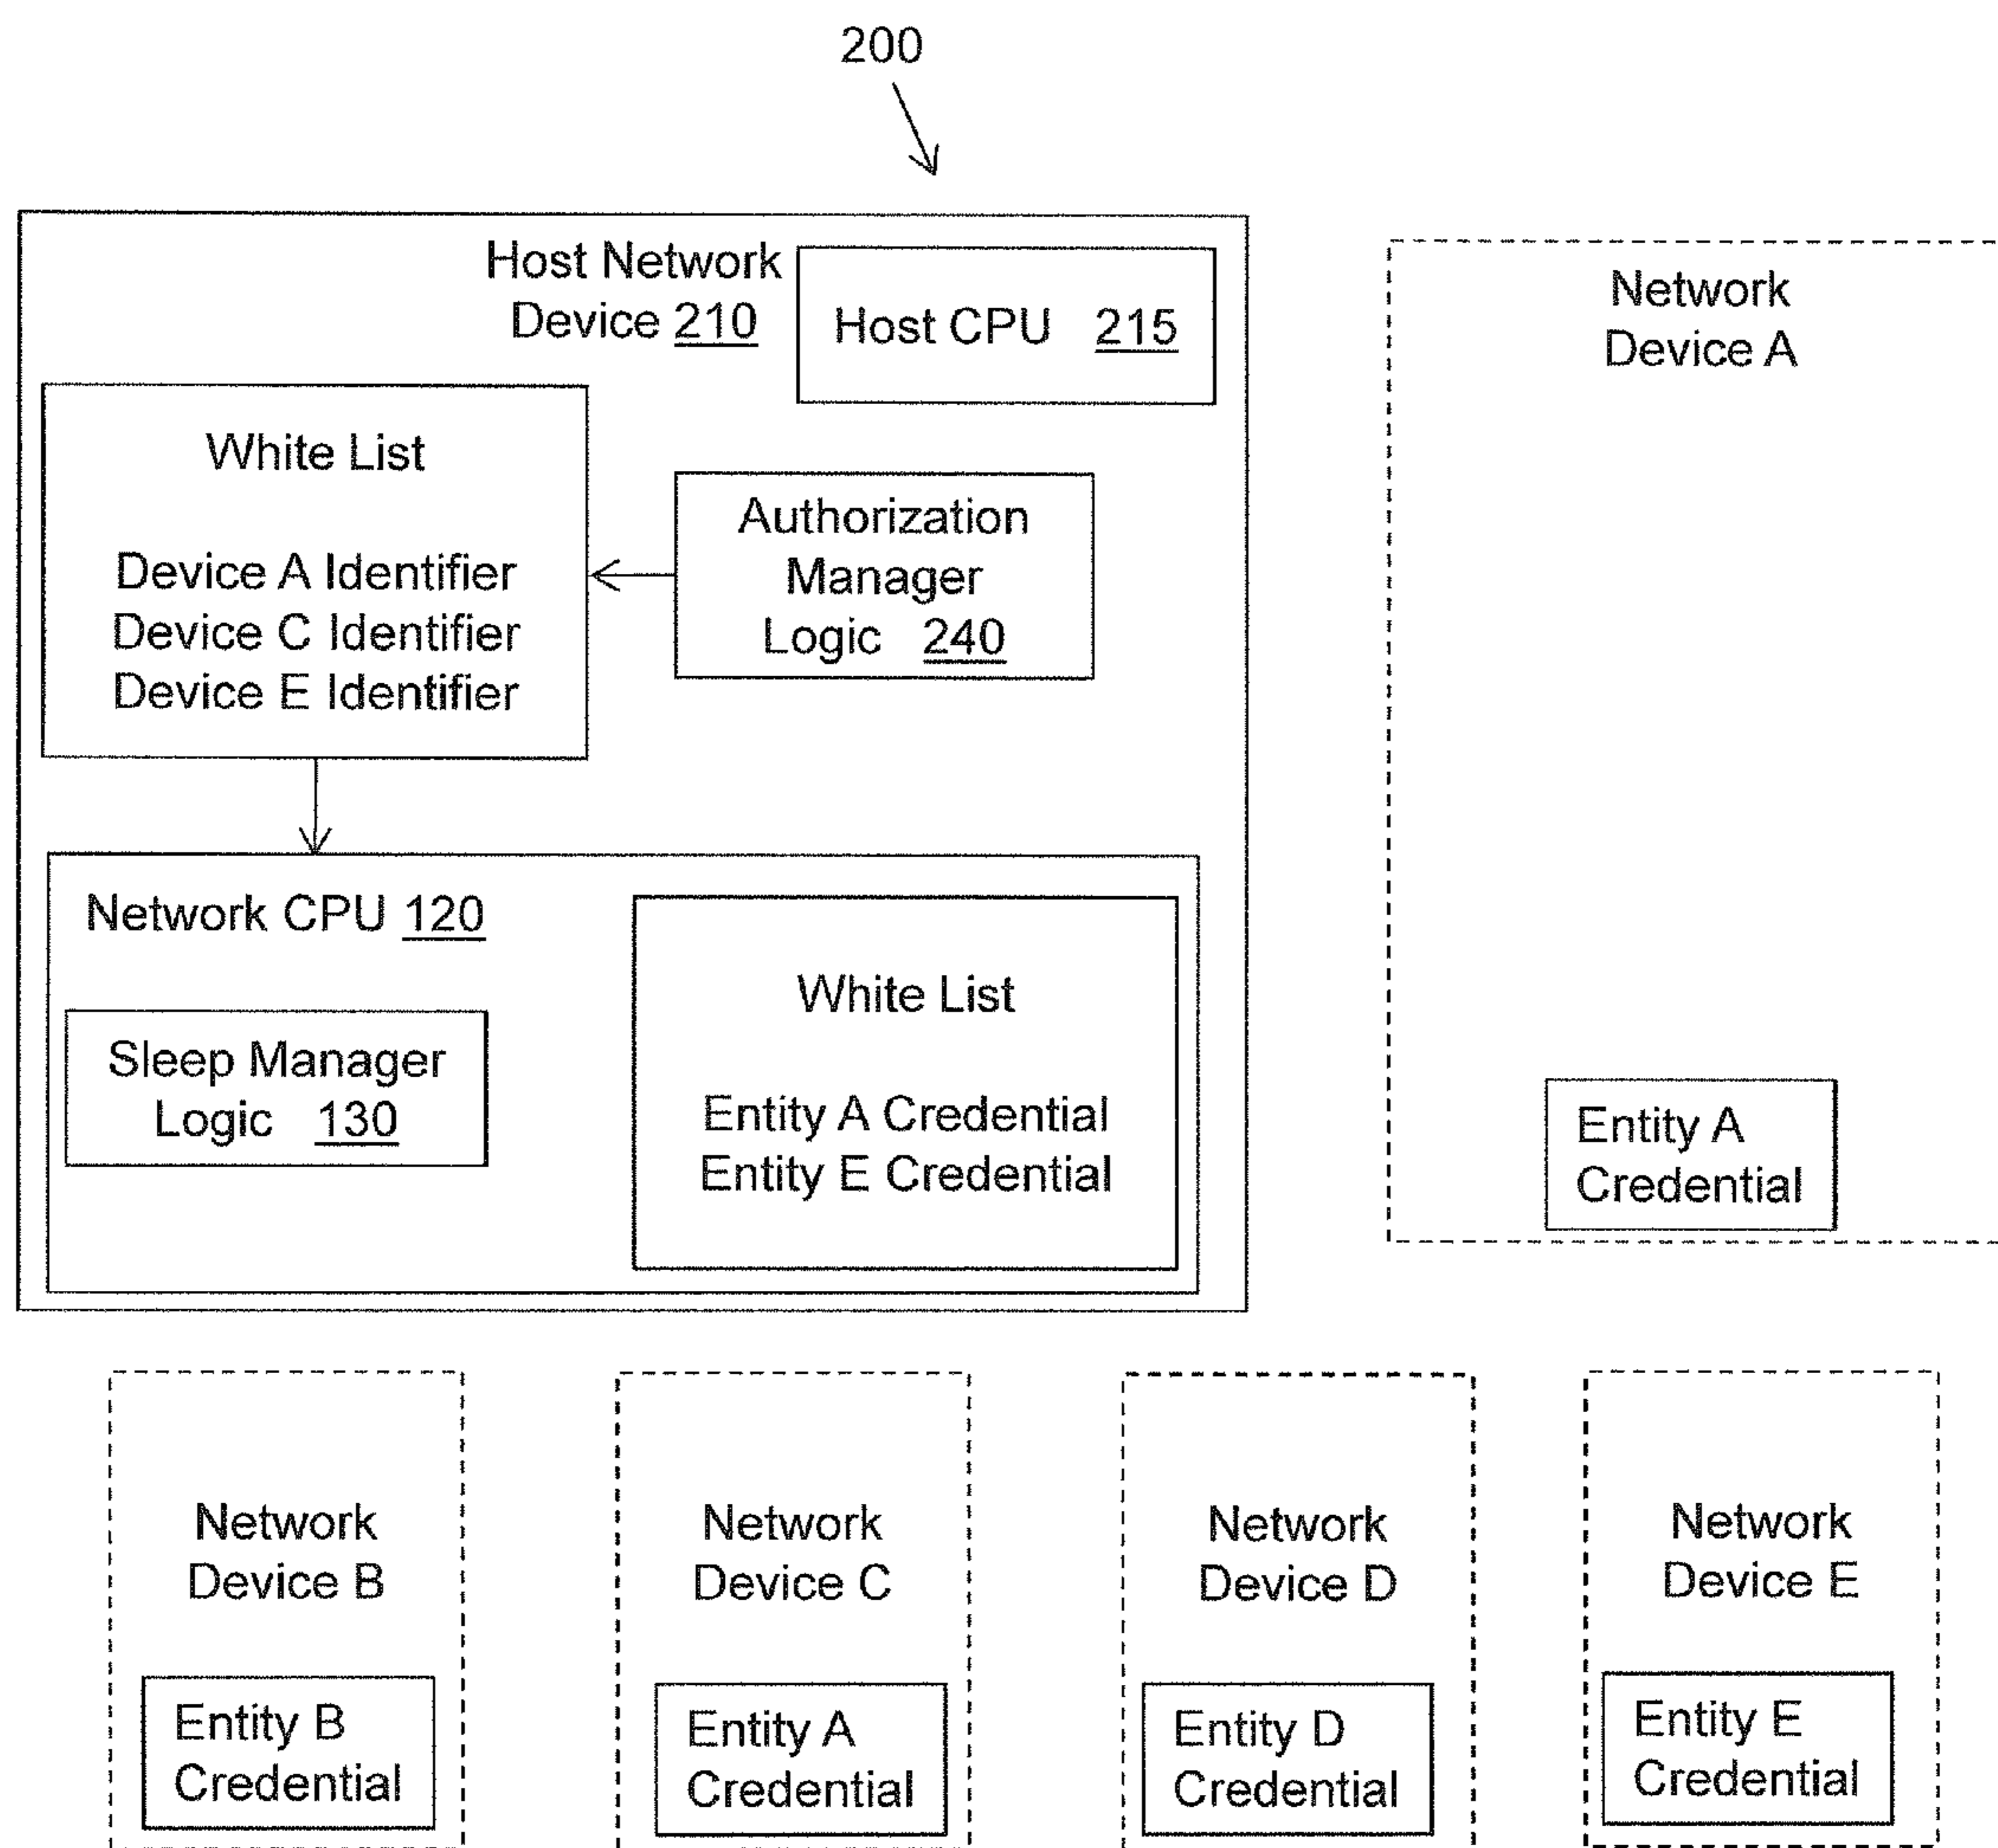 200
Host Network
Device 210
Host CPU 215
Network
Device A
White List
Device A Identifier
Device C Identifier
Device E Identifier
Authorization
Manager
Logic 240
Network CPU 120
Sleep Manager
Logic 130
White List
Entity A Credential
Entity E Credential
Entity A
Credential
Network
Device B
Entity B
Credential
Network
Device C
Entity A
Credential
Network
Device D
Entity D
Credential
Network
Device E
Entity E
Credential